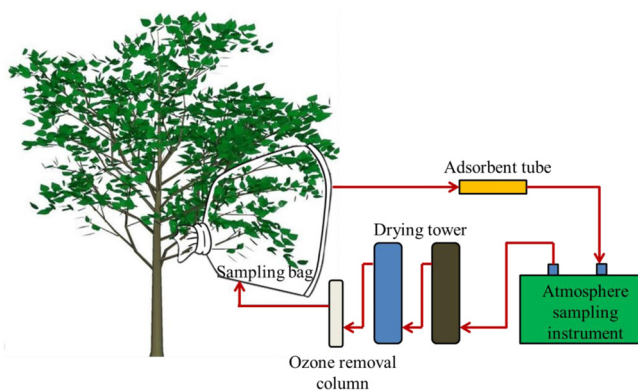 Adsorbent tube
Drying tower
Sampling bag
Atmosphere
sampling
instrument
Ozone removal
column